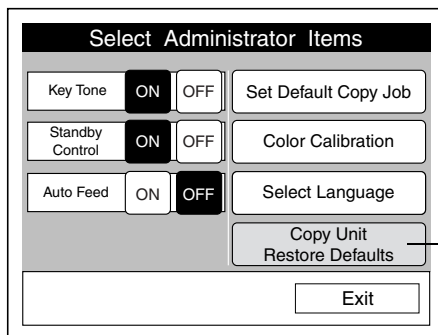 Select Administrator Items
Key Tone ON OFF Set Default Copy Job
Standby
Control ON OFF Color Calibration
Auto Feed ON OFF Select Language
Copy Unit
Restore Defaults
Exit